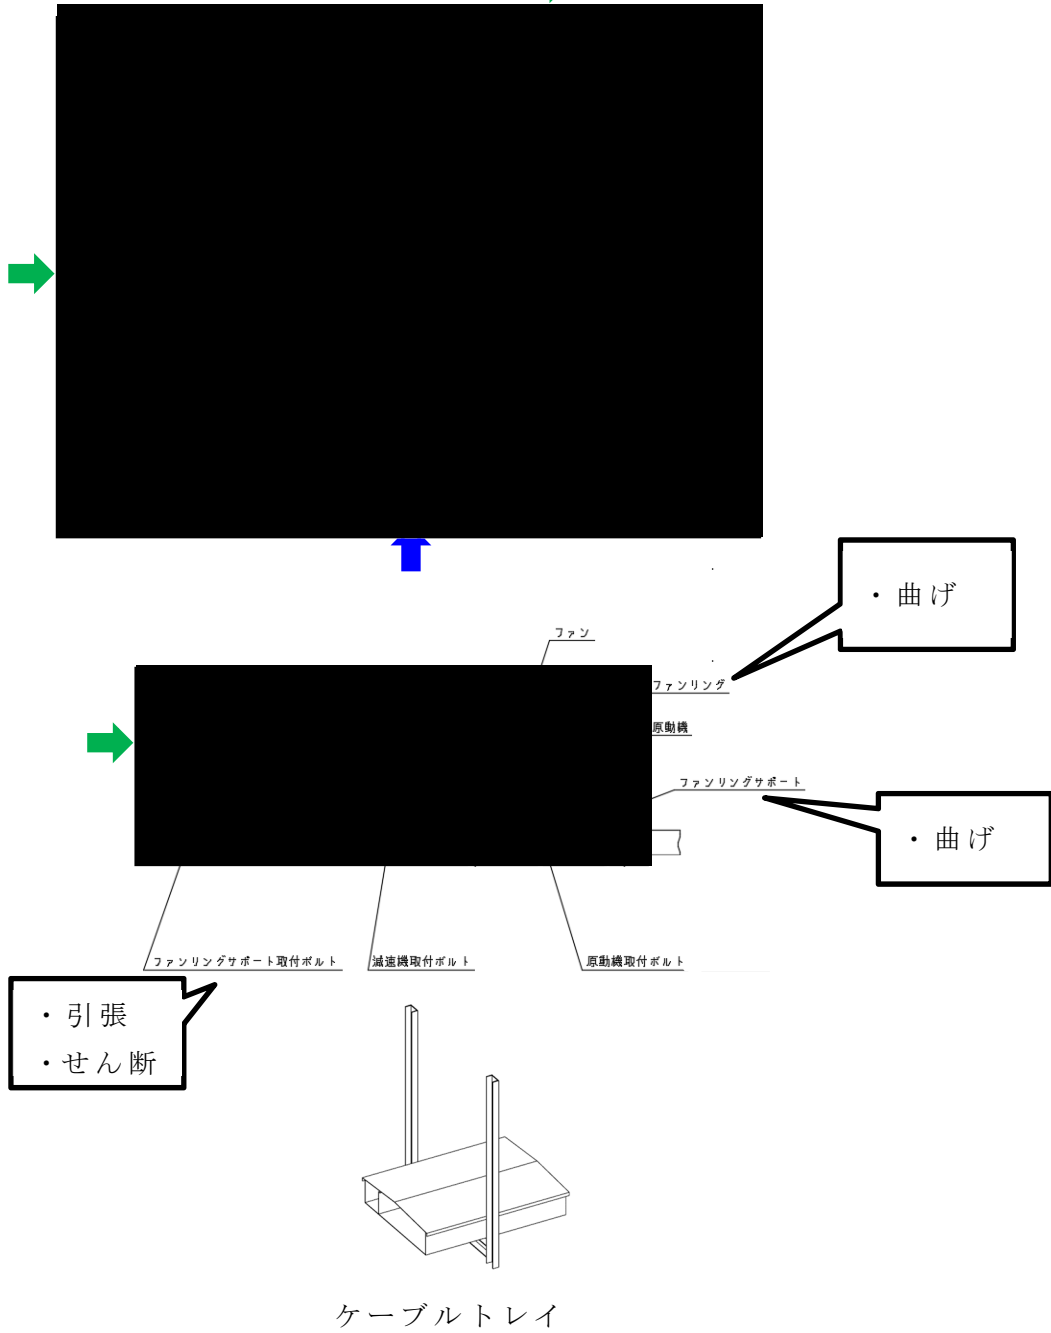 ・曲げ
ファン
ファンリング
原動機
ファンリングサポート
・曲げ
ファンリングサポート取付ボルト
減速機取付ボルト
原動機取付ボルト
・引張
・せん断
ケーブルトレイ